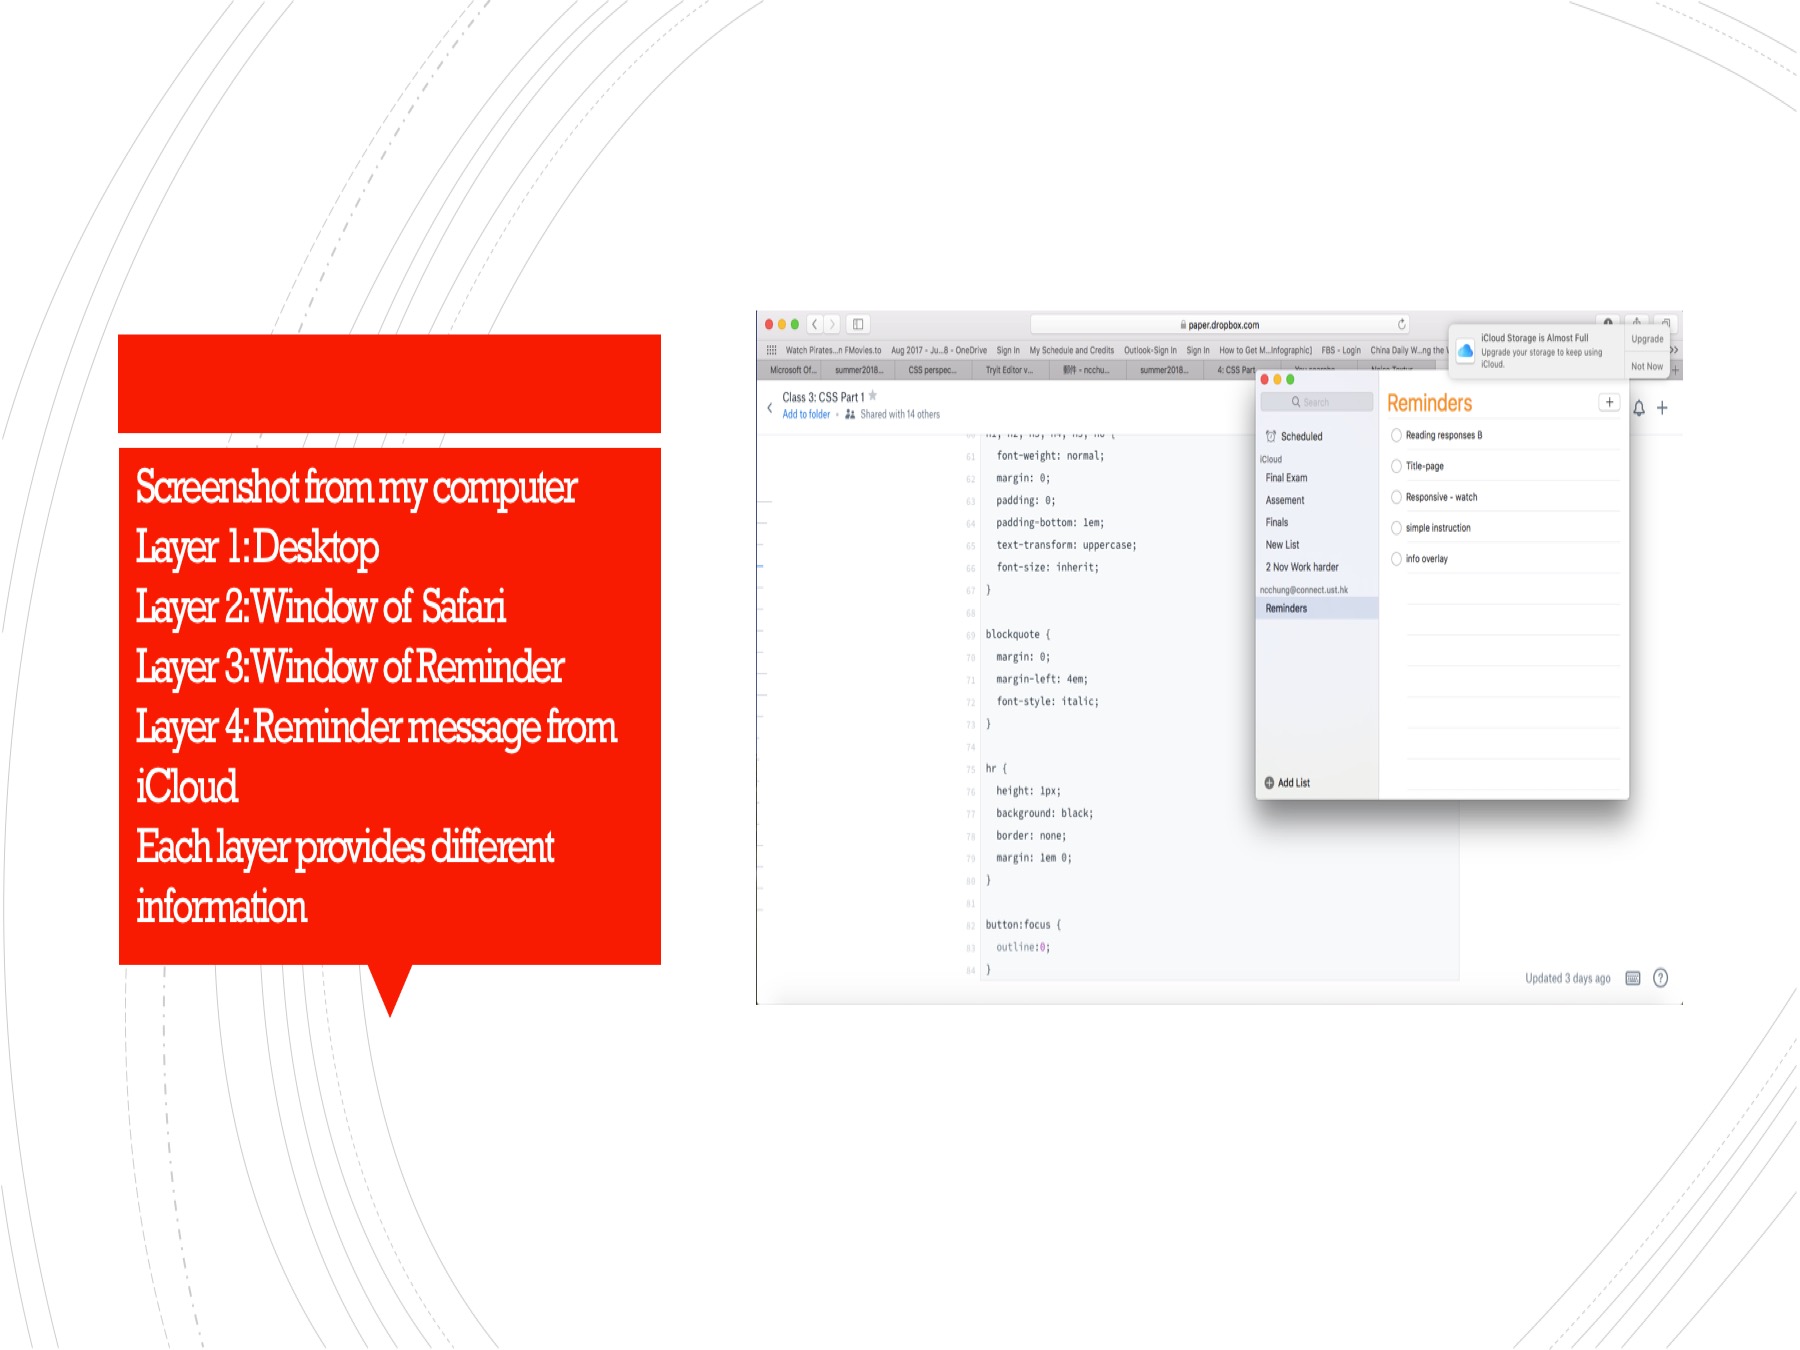 Screenshot from my computer
Layer 1: Desktop
Layer 2: Window of Safari
Layer 3: Window of Reminder
Layer 4: Reminder message from
iCloud
Each layer provides different
information
paper.dropbox.com
Watch Pirates...n FMovies.to Aug 2017 - Ju...8 - OneDrive Sign In My Schedule and Credits Outlook-Sign In Sign In How to Get M...Infographic] FBS - Login China Daily W...ng the
Microsoft Of... summer2018... CSS perspec... Tryit Editor v... 郵件 - ncchu... summer2018... 4: CSS Part
iCloud Storage is Almost Full
Upgrade your storage to keep using
iCloud.
Upgrade
Not Now
Class 3: CSS Part 1
Add to folder • Shared with 14 others
61 font-weight: normal;
62 margin: 0;
63 padding: 0;
64 padding-bottom: 1em;
65 text-transform: uppercase;
66 font-size: inherit;
67 }
68
69 blockquote {
70 margin: 0;
71 margin-left: 4em;
72 font-style: italic;
73 }
74
75 hr {
76 height: 1px;
77 background: black;
78 border: none;
79 margin: 1em 0;
80 }
81
82 button:focus {
83 outline:0;
84 }
Search
Scheduled
iCloud
Final Exam
Assement
Finals
New List
2 Nov Work harder
ncchung@connect.ust.hk
Reminders
Add List
Reminders
Reading responses B
Title-page
Responsive - watch
simple instruction
info overlay
Updated 3 days ago